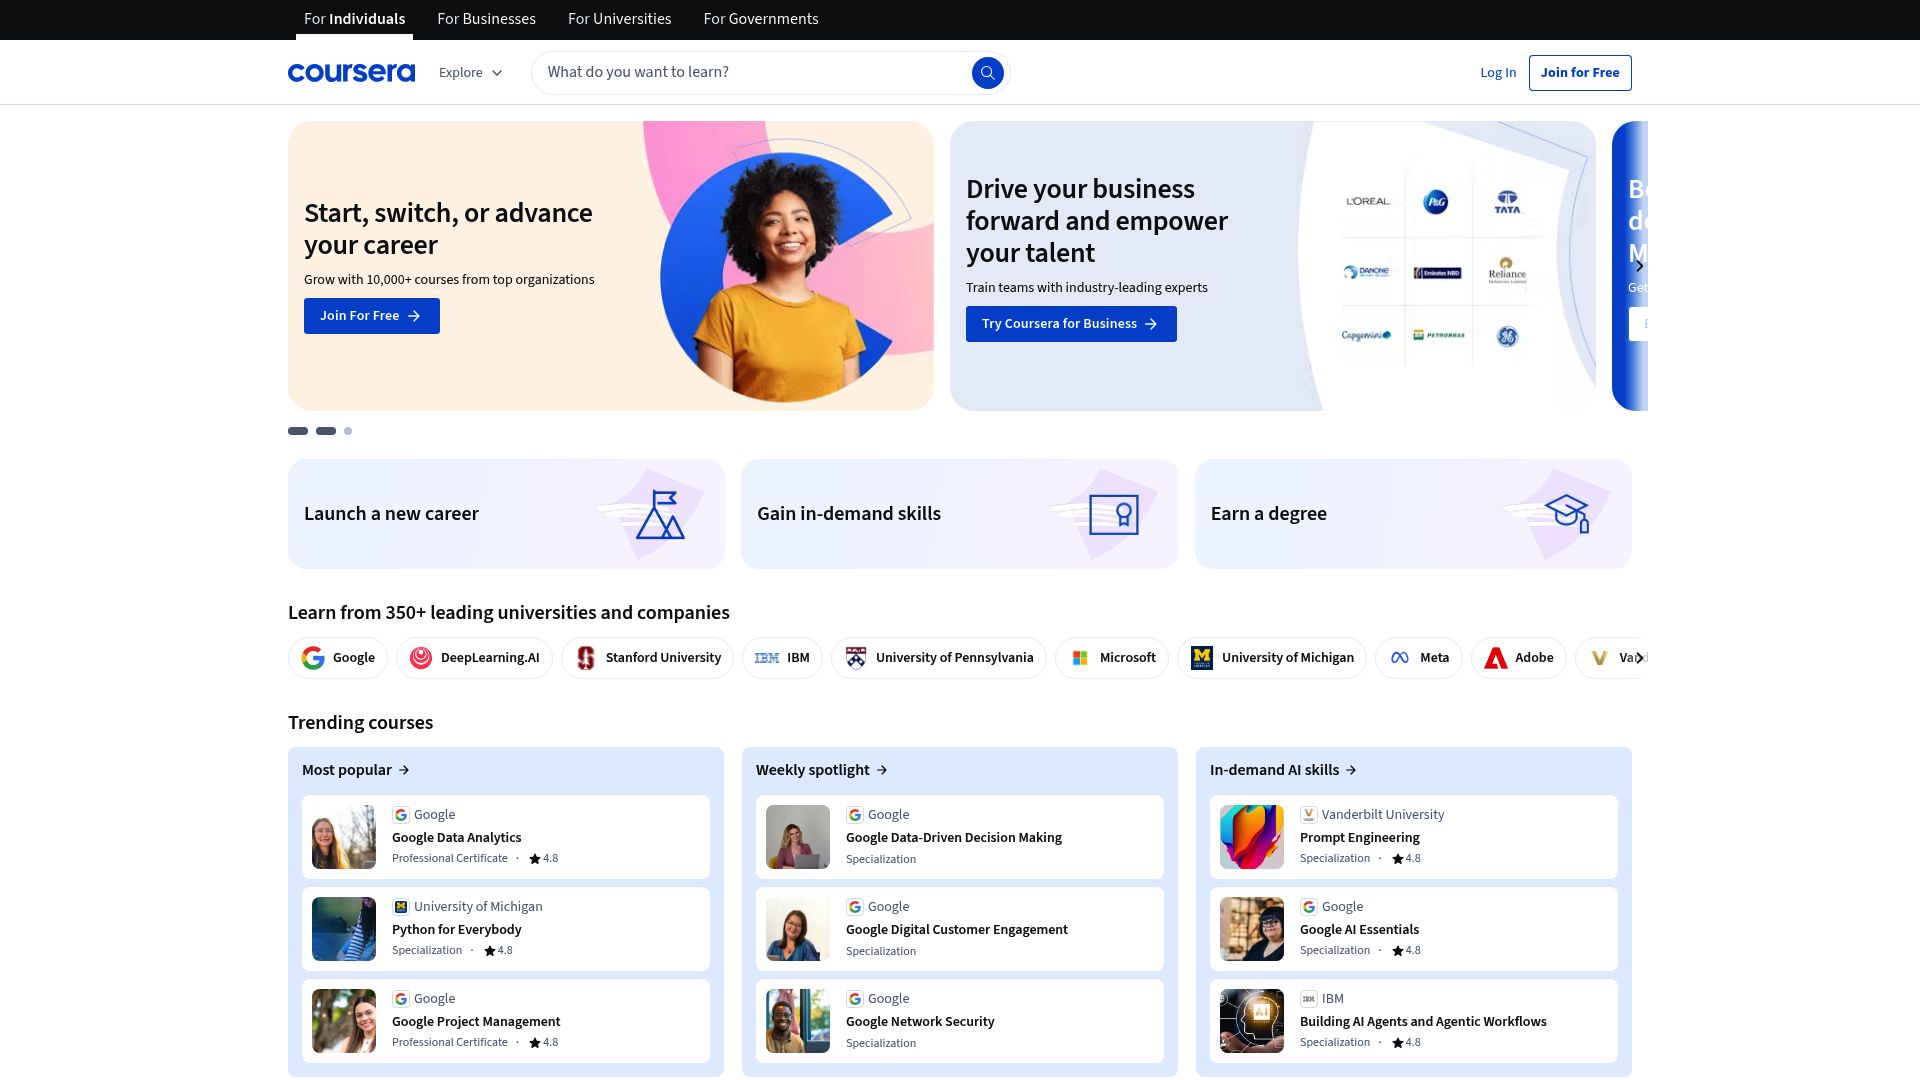 For Individuals
For Businesses
For Universities
For Governments
coursera
Explore
What do you want to learn?
Log In
Join for Free
Start, switch, or advance
your career
Grow with 10,000+ courses from top organizations
Join For Free
Drive your business
forward and empower
your talent
Train teams with industry-leading experts
Try Coursera for Business
L'ORÉAL
P&G
TATA
DANONE
Emirates NBD
Reliance
Capgemini
PETROBRAS
Get
Launch a new career
Gain in-demand skills
Earn a degree
Learn from 350+ leading universities and companies
Google
DeepLearning.AI
Stanford University
IBM IBM
University of Pennsylvania
Microsoft
University of Michigan
Meta
Adobe
Trending courses
Most popular
Google
Google Data Analytics
Professional Certificate · 4.8
University of Michigan
Python for Everybody
Specialization · 4.8
Google
Google Project Management
Professional Certificate · 4.8
Weekly spotlight
Google
Google Data-Driven Decision Making
Specialization
Google
Google Digital Customer Engagement
Specialization
Google
Google Network Security
Specialization
In-demand AI skills
Vanderbilt University
Prompt Engineering
Specialization · 4.8
Google
Google AI Essentials
Specialization · 4.8
IBM
AI
Building AI Agents and Agentic Workflows
Specialization · 4.8